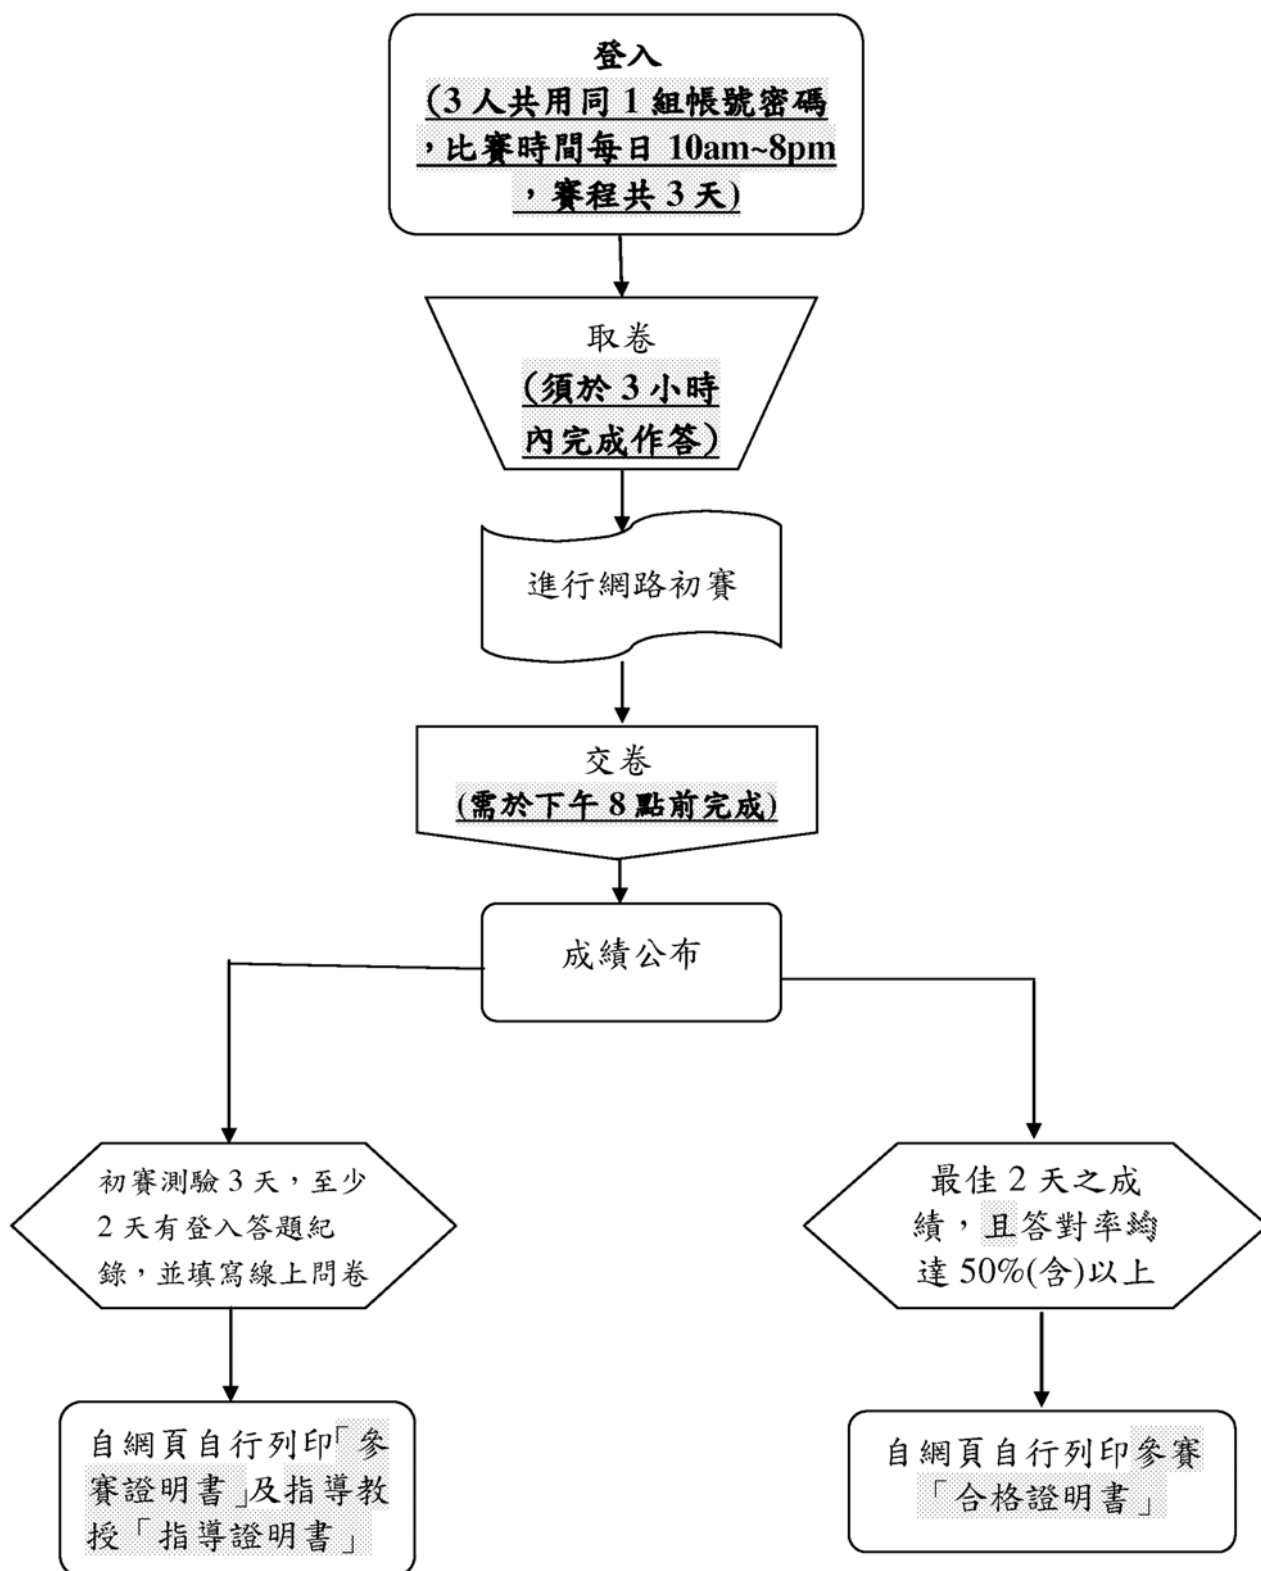 登入
(3 人共用同 1 組帳號密碼
，比賽時間每日 10am~8pm
，賽程共 3 天)
取卷
(須於 3 小時
內完成作答)
進行網路初賽
交卷
(需於下午 8 點前完成)
成績公布
初賽測驗 3 天，至少
2 天有登入答題紀
錄，並填寫線上問卷
最佳 2 天之成
績，且答對率均
達 50%(含)以上
自網頁自行列印「參
賽證明書」及指導教
授「指導證明書」
自網頁自行列印參賽
「合格證明書」